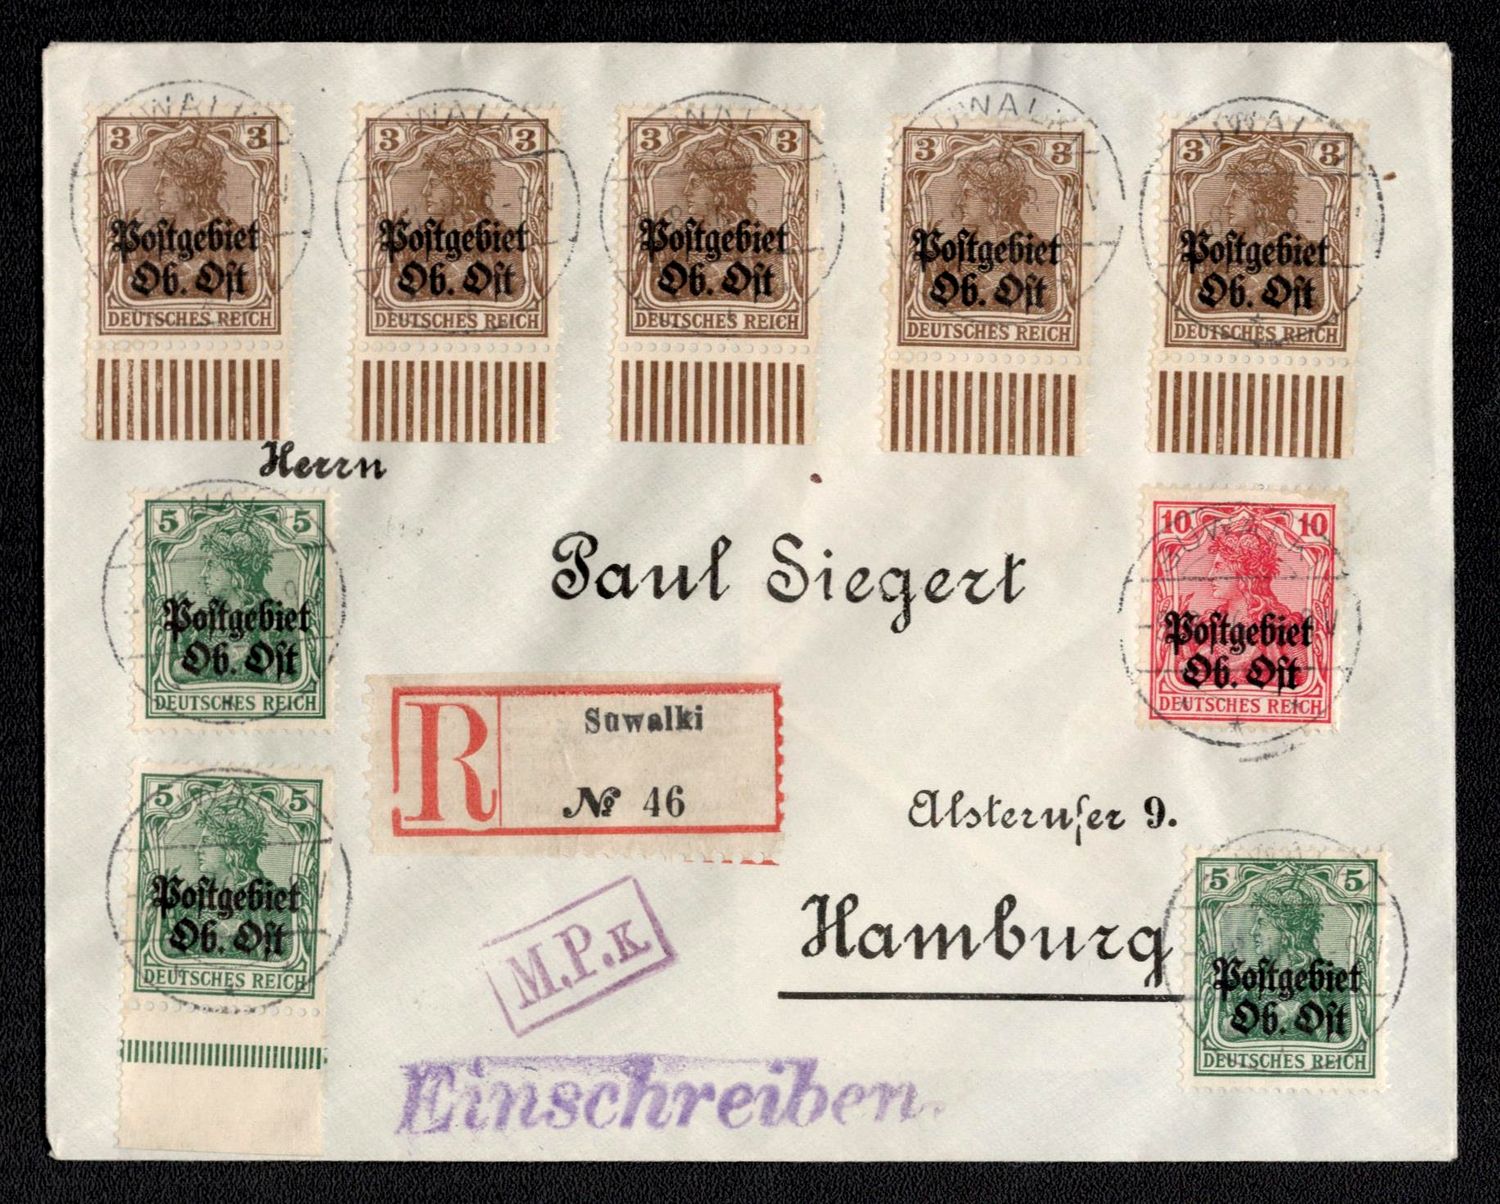 3 3
Postgebiet
Ob. Ost
DEUTSCHES REICH
3 3
Postgebiet
Ob. Ost
DEUTSCHES REICH
3 3
Postgebiet
Ob. Ost
DEUTSCHES REICH
3 3
Postgebiet
Ob. Ost
DEUTSCHES REICH
3 3
Postgebiet
Ob. Ost
DEUTSCHES REICH
Herrn
5 5
Postgebiet
Ob. Ost
DEUTSCHES REICH
Paul Siegert
10 10
Postgebiet
Ob. Ost
DEUTSCHES REICH
R
Suwalki
№ 46
5 5
Postgebiet
Ob. Ost
DEUTSCHES REICH
Alsterufer 9.
Hamburg
5 5
Postgebiet
Ob. Ost
DEUTSCHES REICH
M.P.K
Einschreiben.